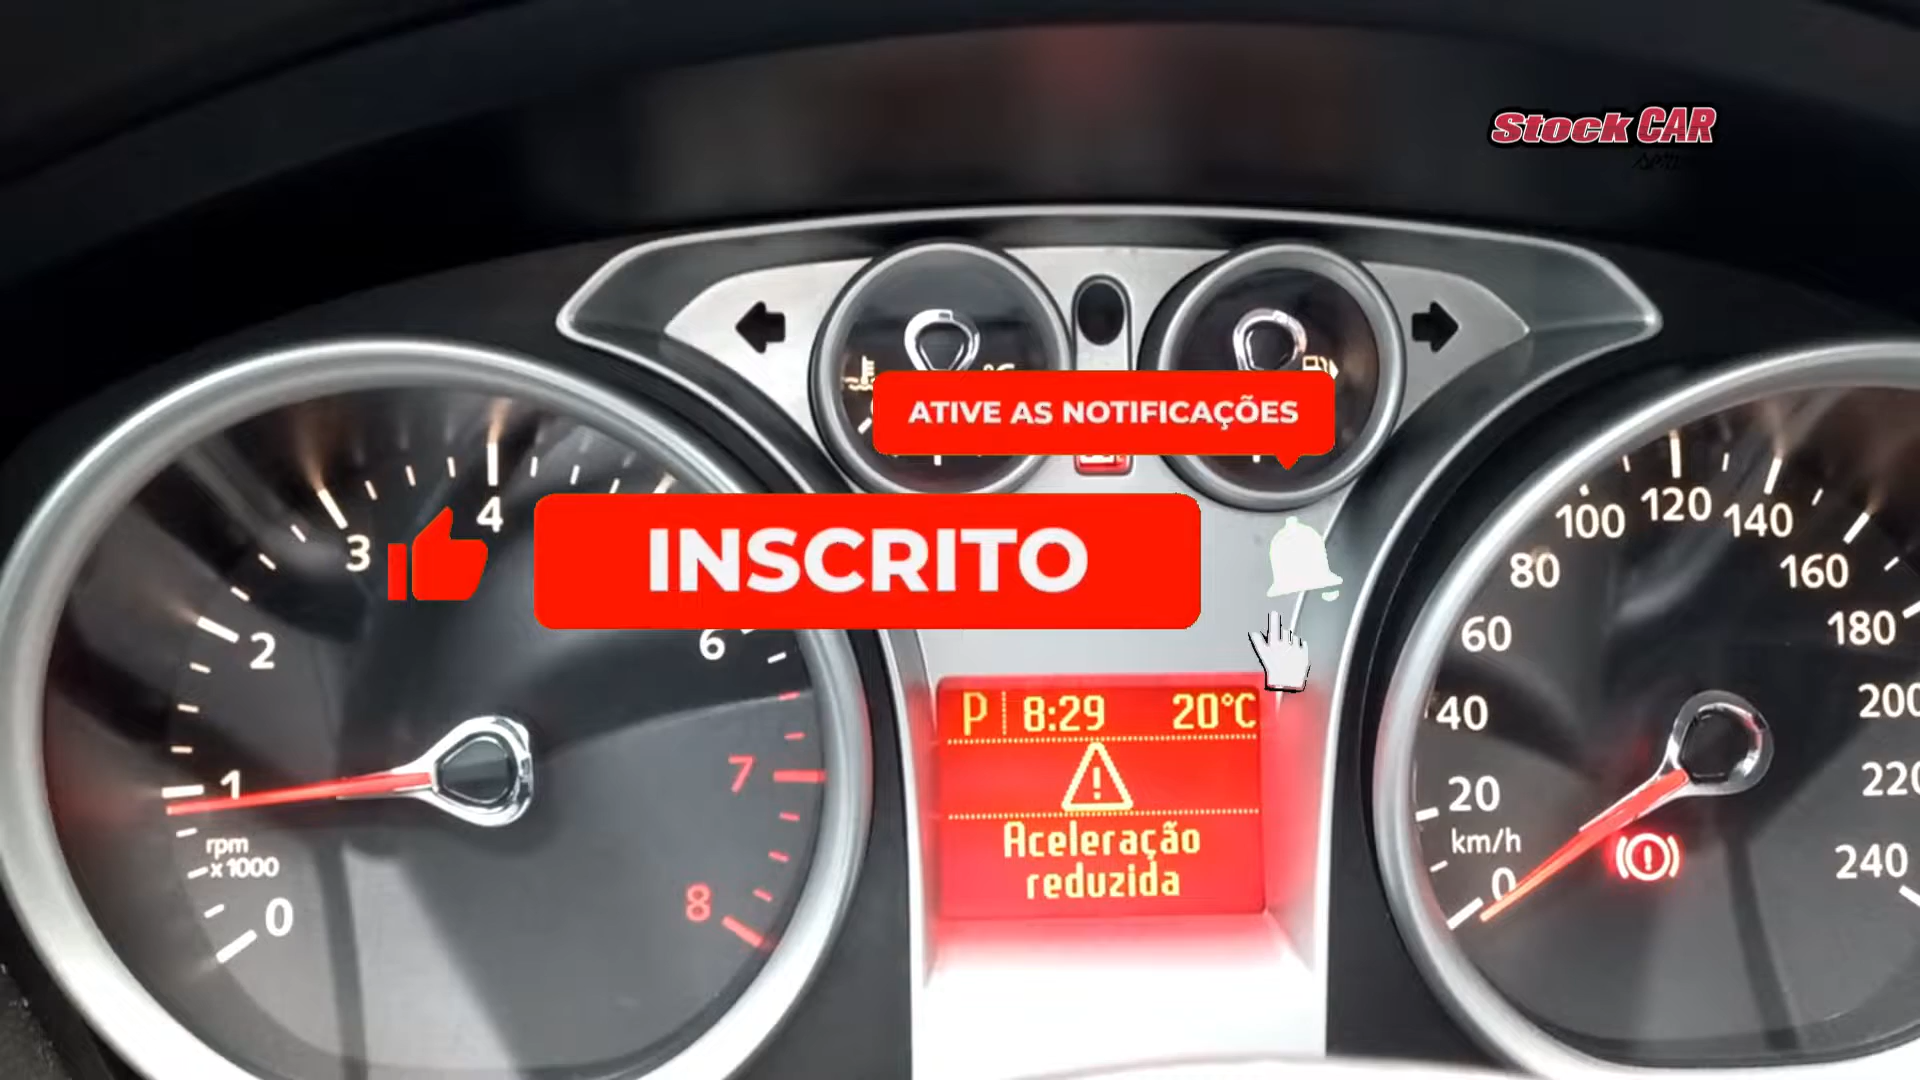 Stock CAR
ATIVE AS NOTIFICAÇÕES
INSCRITO
1
2
3
4
6
7
8
0
rpm
x1000
P 8:29 20°C
Aceleração
reduzida
0
20
40
60
80
100
120
140
160
180
200
220
240
km/h